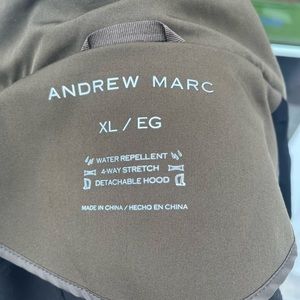 ANDREW MARC
XL / EG
WATER REPELLENT
4-WAY STRETCH
DETACHABLE HOOD
MADE IN CHINA / HECHO EN CHINA